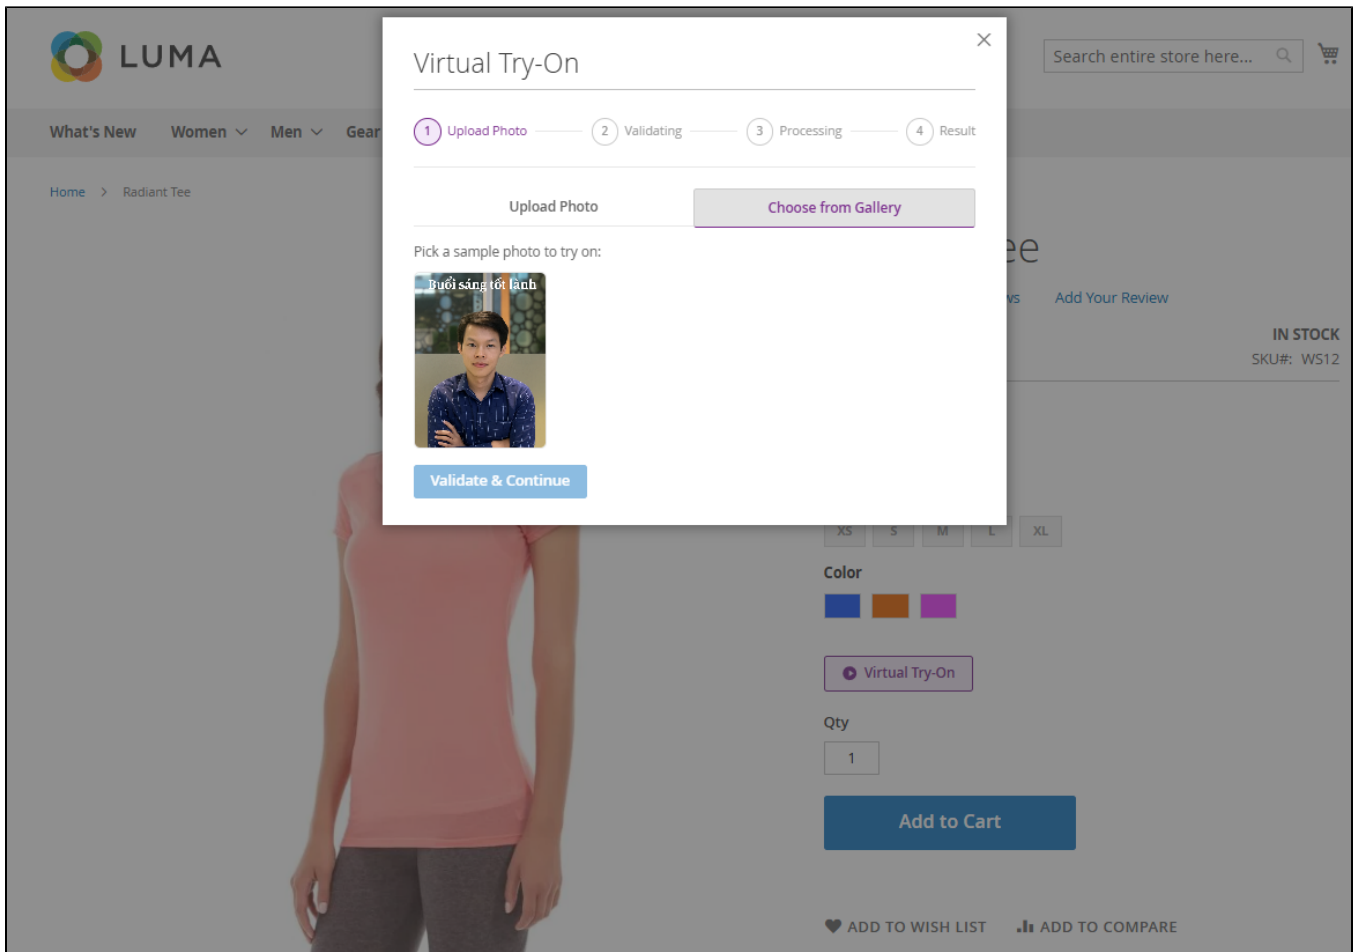 LUMA
Search entire store here...
What's New
Women
Men
Gear
Home > Radiant Tee
Virtual Try-On
1 Upload Photo
2 Validating
3 Processing
4 Result
Upload Photo
Choose from Gallery
Pick a sample photo to try on:
Buổi sáng tốt lành
Validate & Continue
ee
ws
Add Your Review
IN STOCK
SKU#: WS12
XS S M L XL
Color
Virtual Try-On
Qty
1
Add to Cart
ADD TO WISH LIST
ADD TO COMPARE